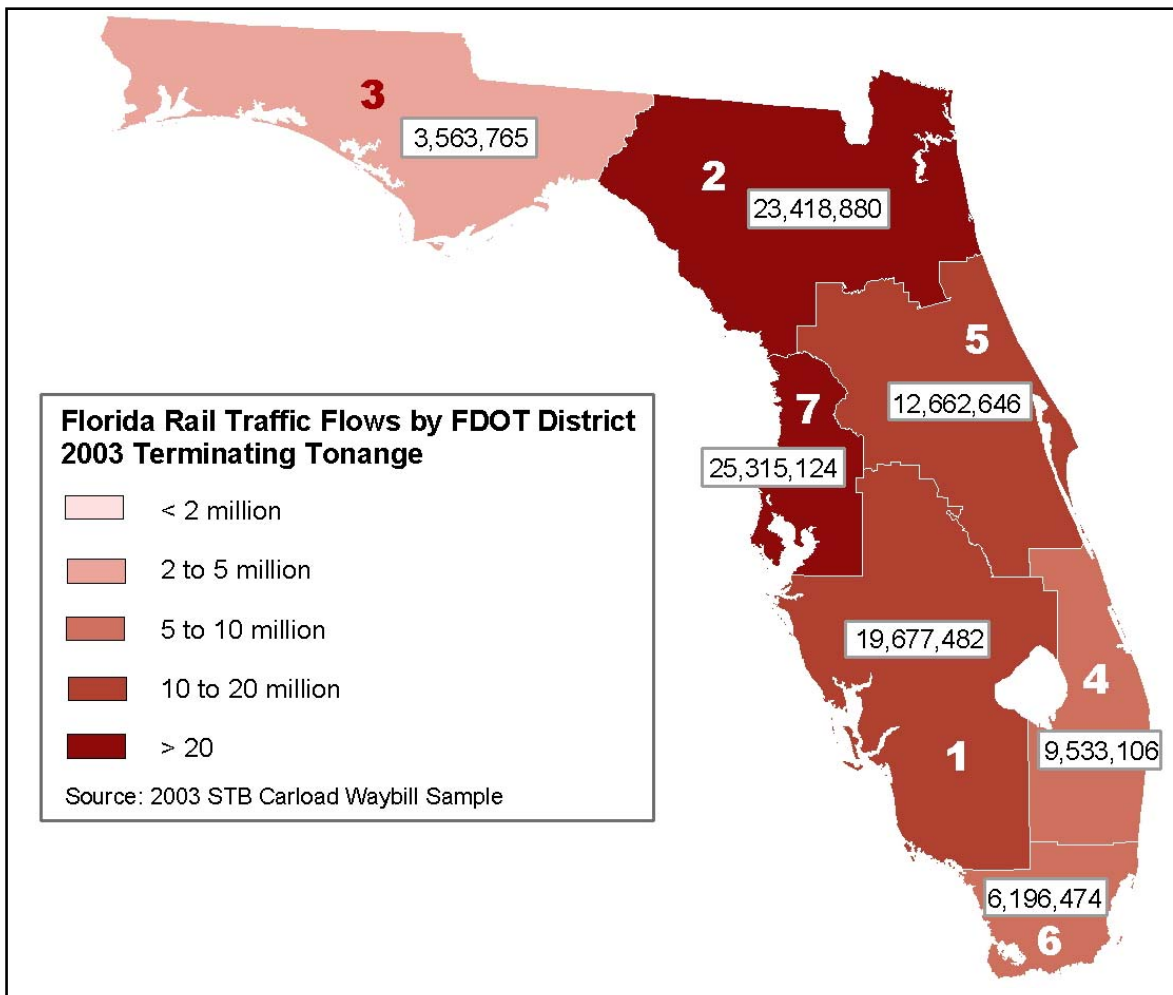 3
3,563,765
2
23,418,880
5
12,662,646
7
25,315,124
Florida Rail Traffic Flows by FDOT District
2003 Terminating Tonange
< 2 million
2 to 5 million
5 to 10 million
10 to 20 million
> 20
Source: 2003 STB Carload Waybill Sample
19,677,482
1
4
9,533,106
6,196,474
6